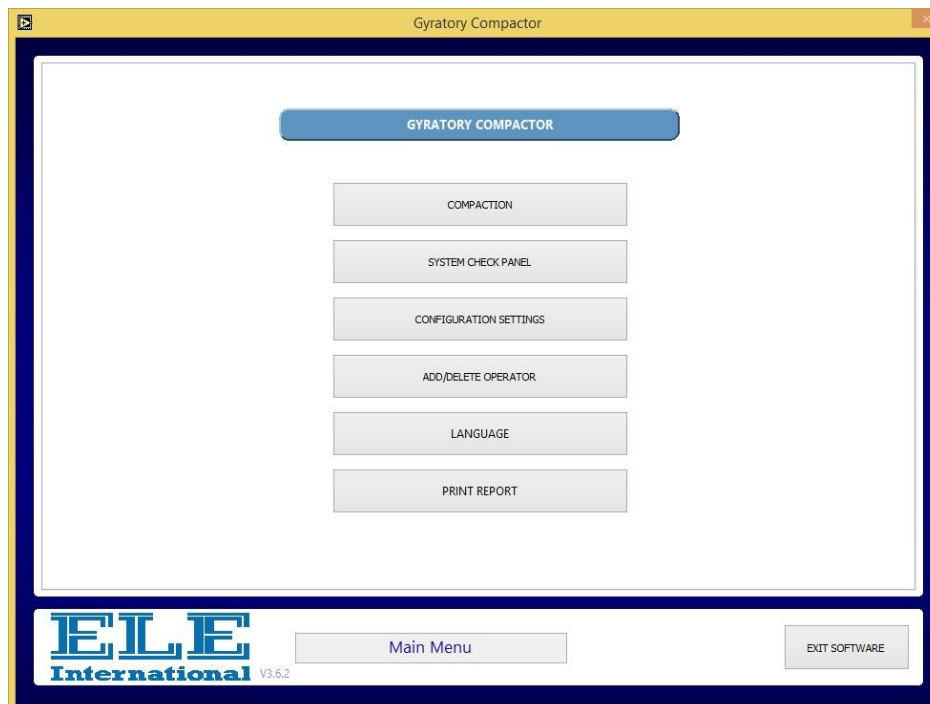 Gyratory Compactor
GYRATORY COMPACTOR
COMPACTION
SYSTEM CHECK PANEL
CONFIGURATION SETTINGS
ADD/DELETE OPERATOR
LANGUAGE
PRINT REPORT
ELE
International V3.6.2
Main Menu
EXIT SOFTWARE